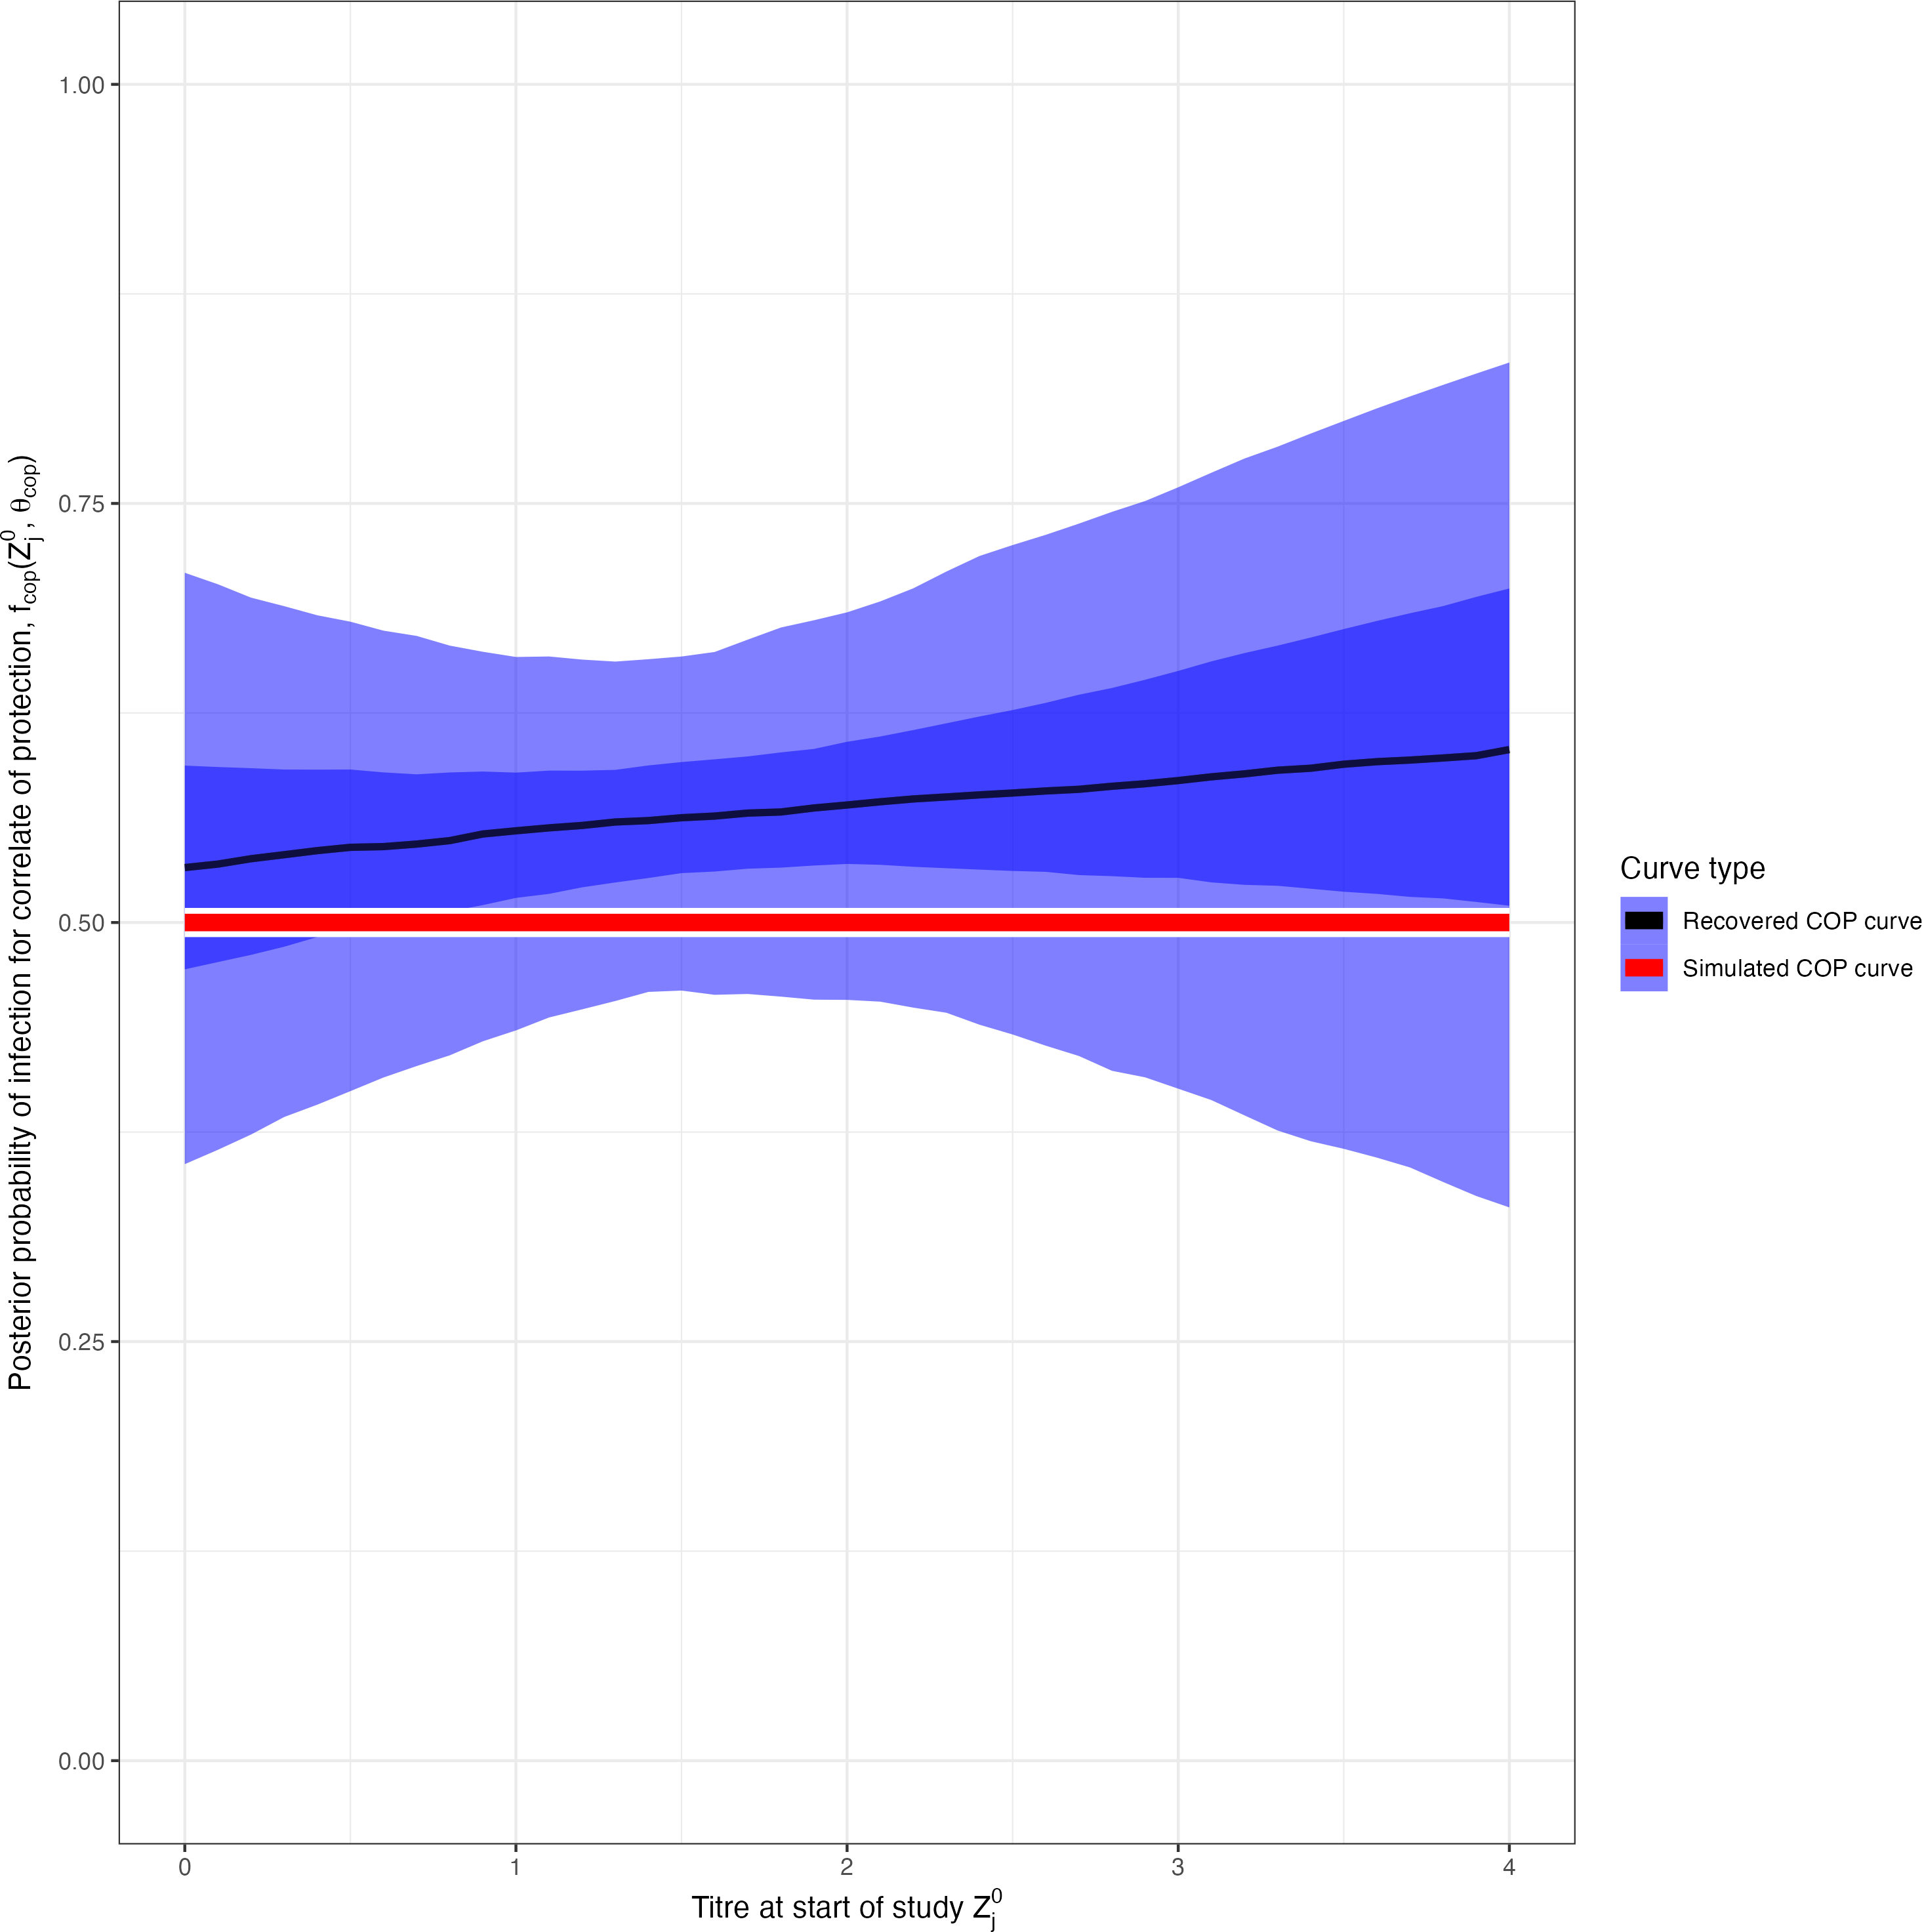 Posterior probability of infection for correlate of protection, f_cop(Z_j^0, θ_cop)
1.00
0.75
0.50
0.25
0.00
0 1 2 3 4
Titre at start of study Z_j^0
Curve type
Recovered COP curve
Simulated COP curve